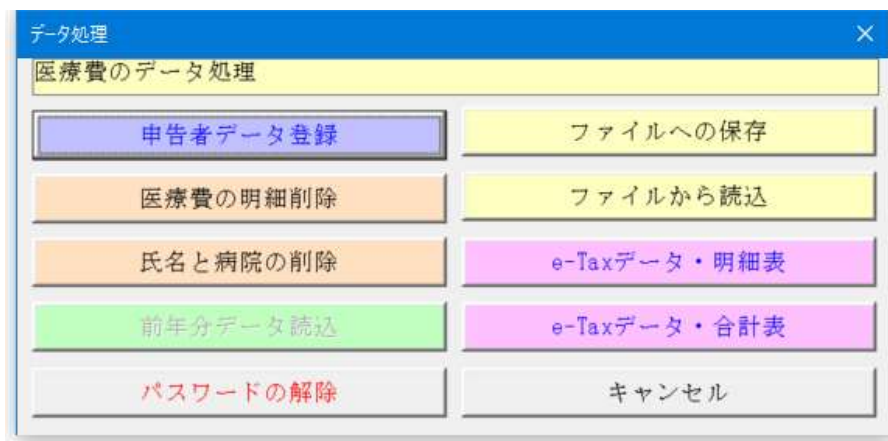 データ処理
医療費のデータ処理
申告者データ登録
ファイルへの保存
医療費の明細削除
ファイルから読込
氏名と病院の削除
e-Taxデータ・明細表
前年分データ読込
e-Taxデータ・合計表
パスワードの解除
キャンセル